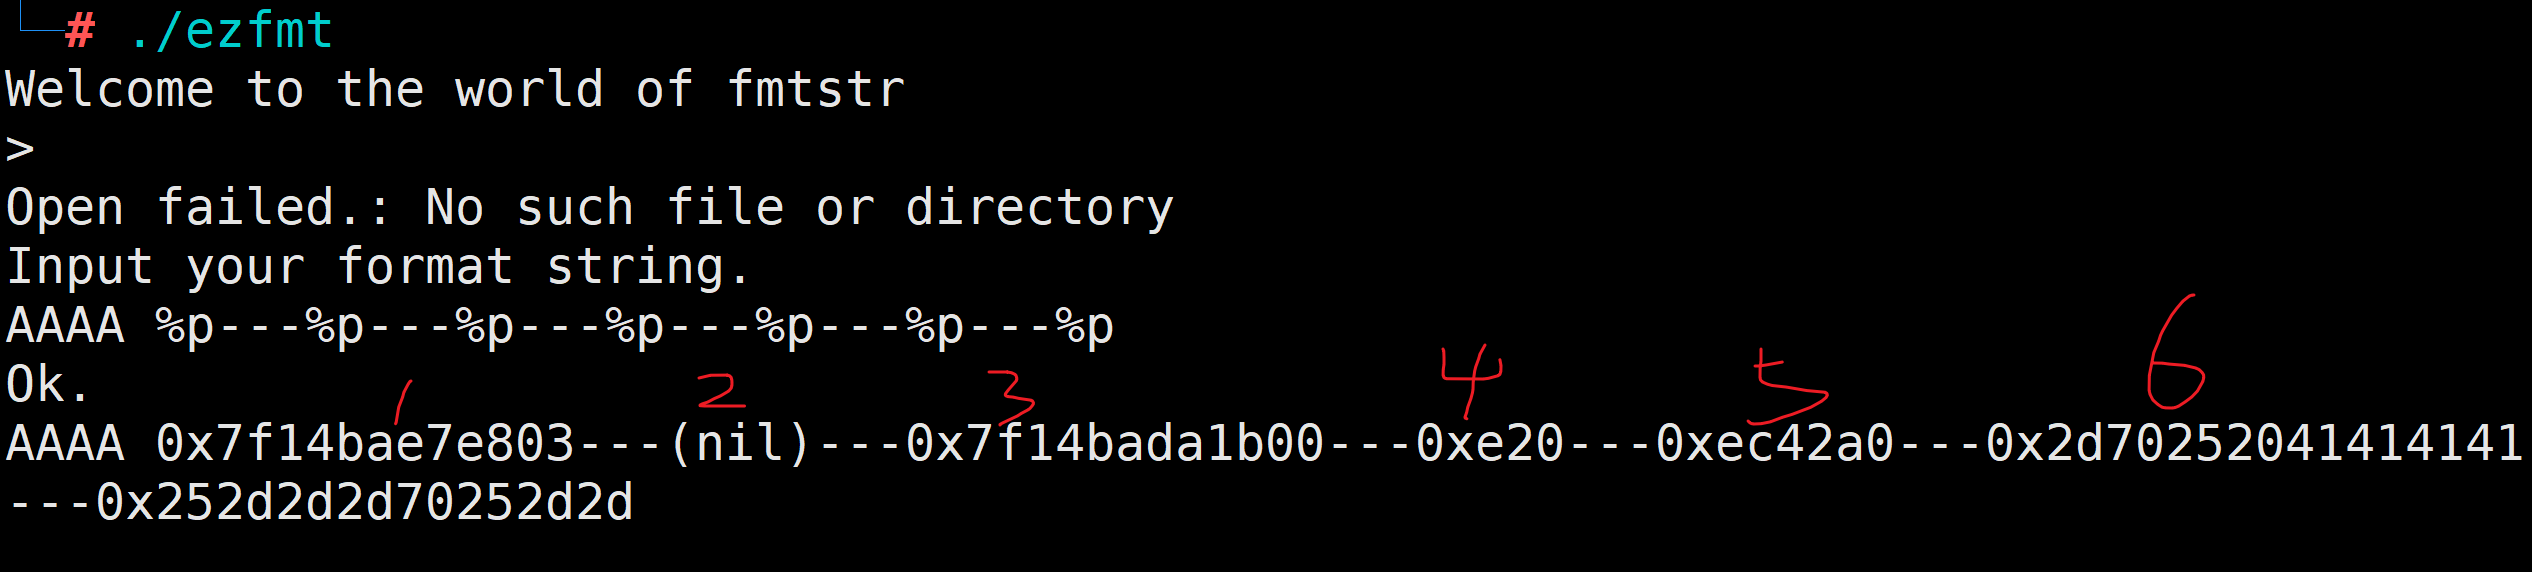 # ./ezfmt
Welcome to the world of fmtstr
>
Open failed.: No such file or directory
Input your format string.
AAAA %p---%p---%p---%p---%p---%p---%p
Ok.
1 2 3 4 5 6
AAAA 0x7f14bae7e803---(nil)---0x7f14bada1b00---0xe20---0xec42a0---0x2d70252041414141
---0x252d2d2d70252d2d